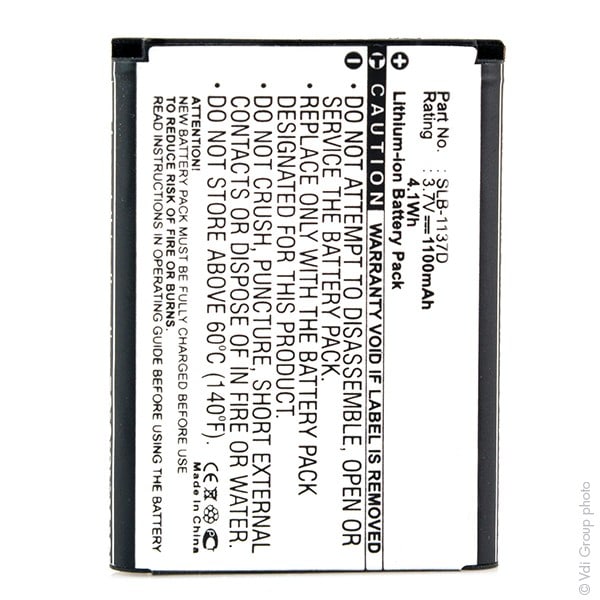 Part No. : SLB-1137D
Rating : 3.7V⎓1100mAh
4.1Wh
Lithium-ion Battery Pack
CAUTION WARRANTY VOID IF LABEL IS REMOVED
• DO NOT ATTEMPT TO DISASSEMBLE, OPEN OR
SERVICE THE BATTERY PACK.
• REPLACE ONLY WITH THE BATTERY PACK
DESIGNATED FOR THIS PRODUCT.
• DO NOT CRUSH, PUNCTURE, SHORT EXTERNAL
CONTACTS OR DISPOSE OF IN FIRE OR WATER.
• DO NOT STORE ABOVE 60°C (140°F)
ATTENTION:
NEW BATTERY PACK MUST BE FULLY CHARGED BEFORE USED
TO REDUCE RISK OF FIRE OR BURNS.
READ INSTRUCTIONS GUIDE BEFORE USING THE BATTERY
CE
Made in China
© Vdi Group photo